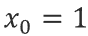 x₀ = 1